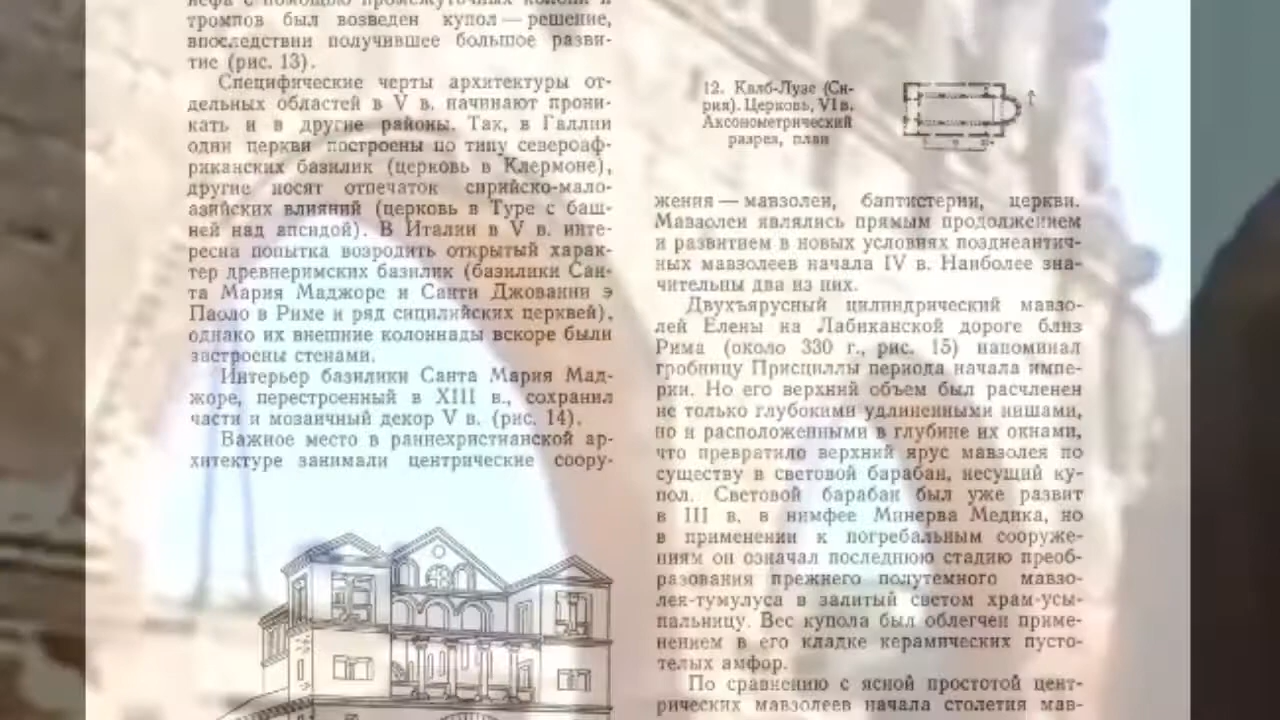 нефа с помощью промежуточных колонн и
тромпов был возведен купол — решение,
впоследствии получившее большое разви-
тие (рис. 13).
Специфические черты архитектуры от-
дельных областей в V в. начинают прони-
кать и в другие районы. Так, в Галлии
одни церкви построены по типу североаф-
риканских базилик (церковь в Клермоне),
другие носят отпечаток сирийско-мало-
азийских влияний (церковь в Туре с баш-
ней над апсидой). В Италии в V в. инте-
ресна попытка возродить открытый харак-
тер древнеримских базилик (базилики Сан-
та Мария Маджоре и Санти Джованни э
Паоло в Риме и ряд сицилийских церквей),
однако их внешние колоннады вскоре были
застроены стенами.
Интерьер базилики Санта Мария Мад-
жоре, перестроенный в XIII в., сохранил
части и мозаичный декор V в. (рис. 14).
Важное место в раннехристианской ар-
хитектуре занимали центрические соору-
12. Калб-Лузе (Си-
рия). Церковь, VI в.
Аксонометрический
разрез, план
жения — мавзолеи, баптистерии, церкви.
Мавзолеи являлись прямым продолжением
и развитием в новых условиях позднеантич-
ных мавзолеев начала IV в. Наиболее зна-
чительны два из них.
Двухъярусный цилиндрический мавзо-
лей Елены на Лабиканской дороге близ
Рима (около 330 г., рис. 15) напоминал
гробницу Присциллы периода начала импе-
рии. Но его верхний объем был расчленен
не только глубокими удлиненными нишами,
но и расположенными в глубине их окнами,
что превратило верхний ярус мавзолея по
существу в световой барабан, несущий ку-
пол. Световой барабан был уже развит
в III в. в нимфее Минерва Медика, но
в применении к погребальным сооруже-
ниям он означал последнюю стадию преоб-
разования прежнего полутемного мавзо-
лея-тумулуса в залитый светом храм-усы-
пальницу. Вес купола был облегчен приме-
нением в его кладке керамических пусто-
телых амфор.
По сравнению с ясной простотой цент-
рических мавзолеев начала столетия мав-